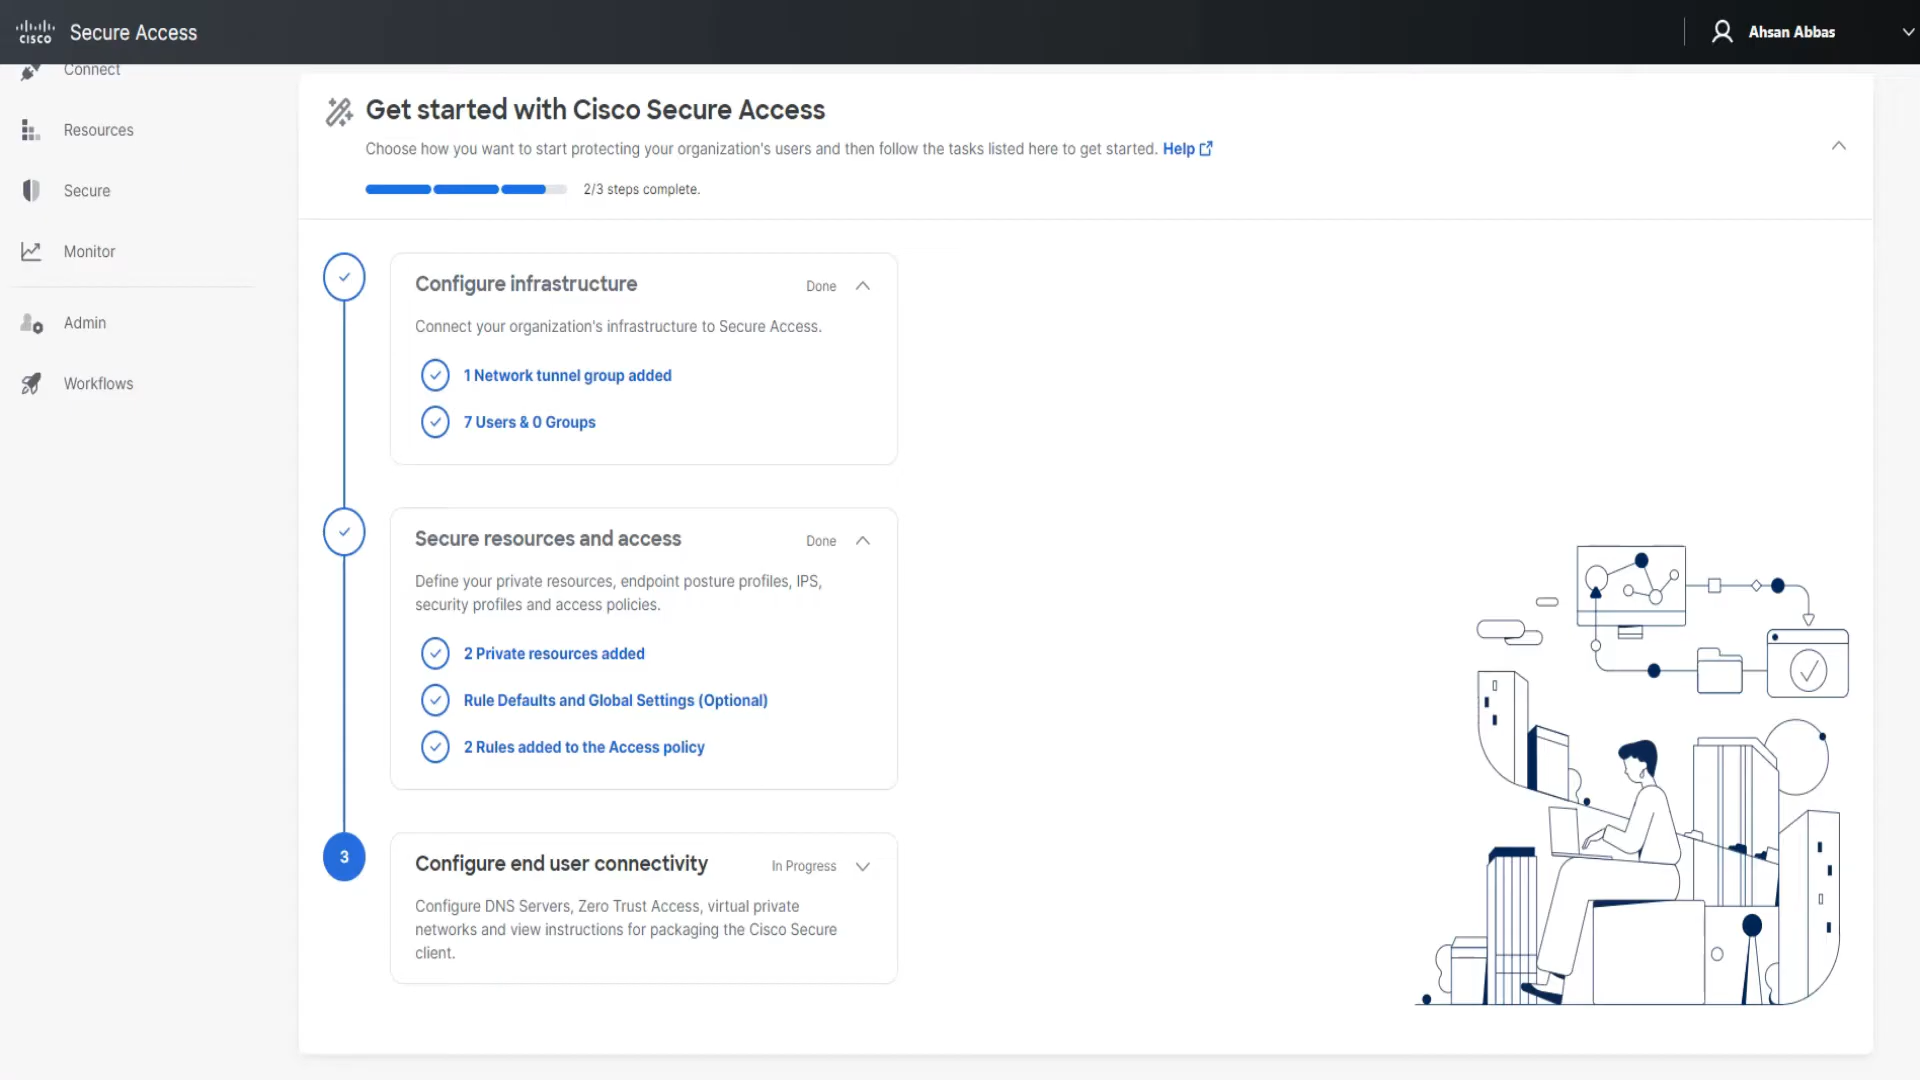 CISCO Secure Access
Ahsan Abbas
Connect
Resources
Secure
Monitor
Admin
Workflows
Get started with Cisco Secure Access
Choose how you want to start protecting your organization's users and then follow the tasks listed here to get started. Help
2/3 steps complete.
Configure infrastructure Done
Connect your organization's infrastructure to Secure Access.
1 Network tunnel group added
7 Users & 0 Groups
Secure resources and access Done
Define your private resources, endpoint posture profiles, IPS,
security profiles and access policies.
2 Private resources added
Rule Defaults and Global Settings (Optional)
2 Rules added to the Access policy
3
Configure end user connectivity In Progress
Configure DNS Servers, Zero Trust Access, virtual private
networks and view instructions for packaging the Cisco Secure
client.